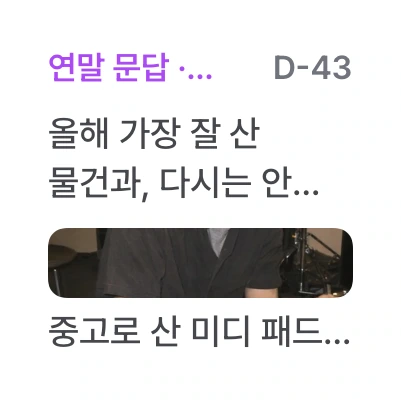 연말 문답 ·...
D-43
올해 가장 잘 산
물건과, 다시는 안...
중고로 산 미디 패드...